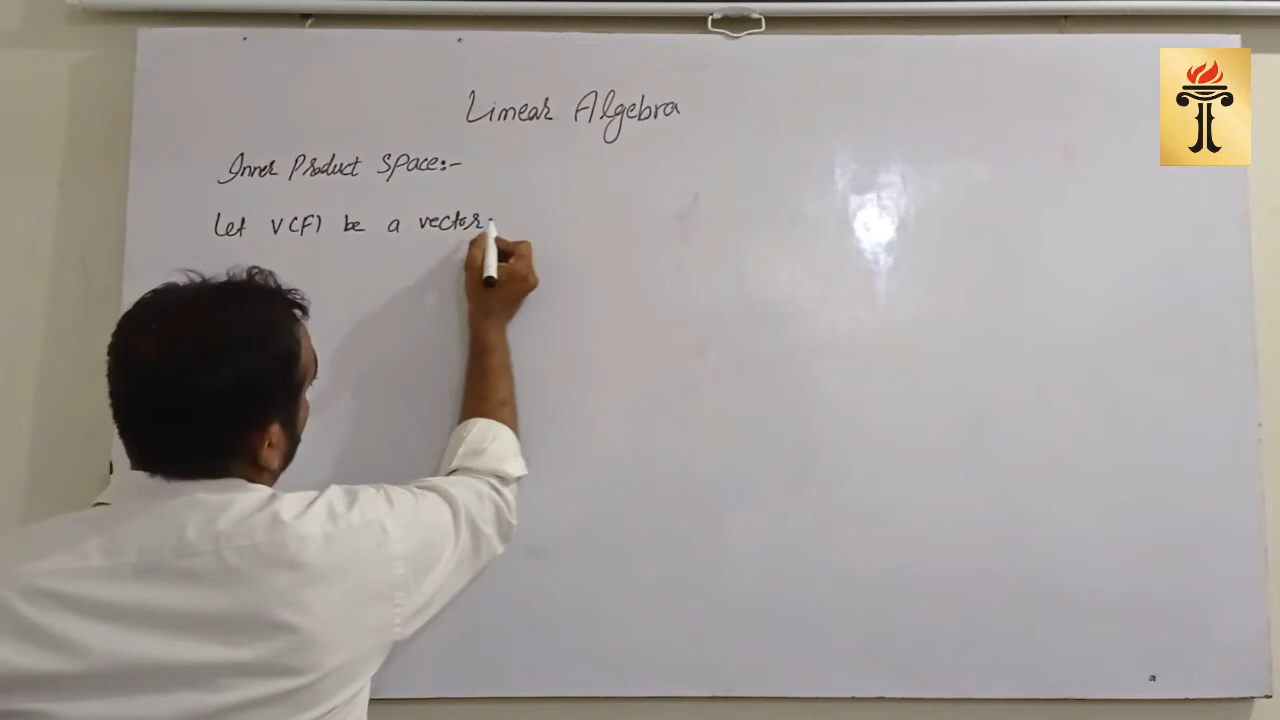 Linear Algebra
Inner Product Space:-
Let V(F) be a vector